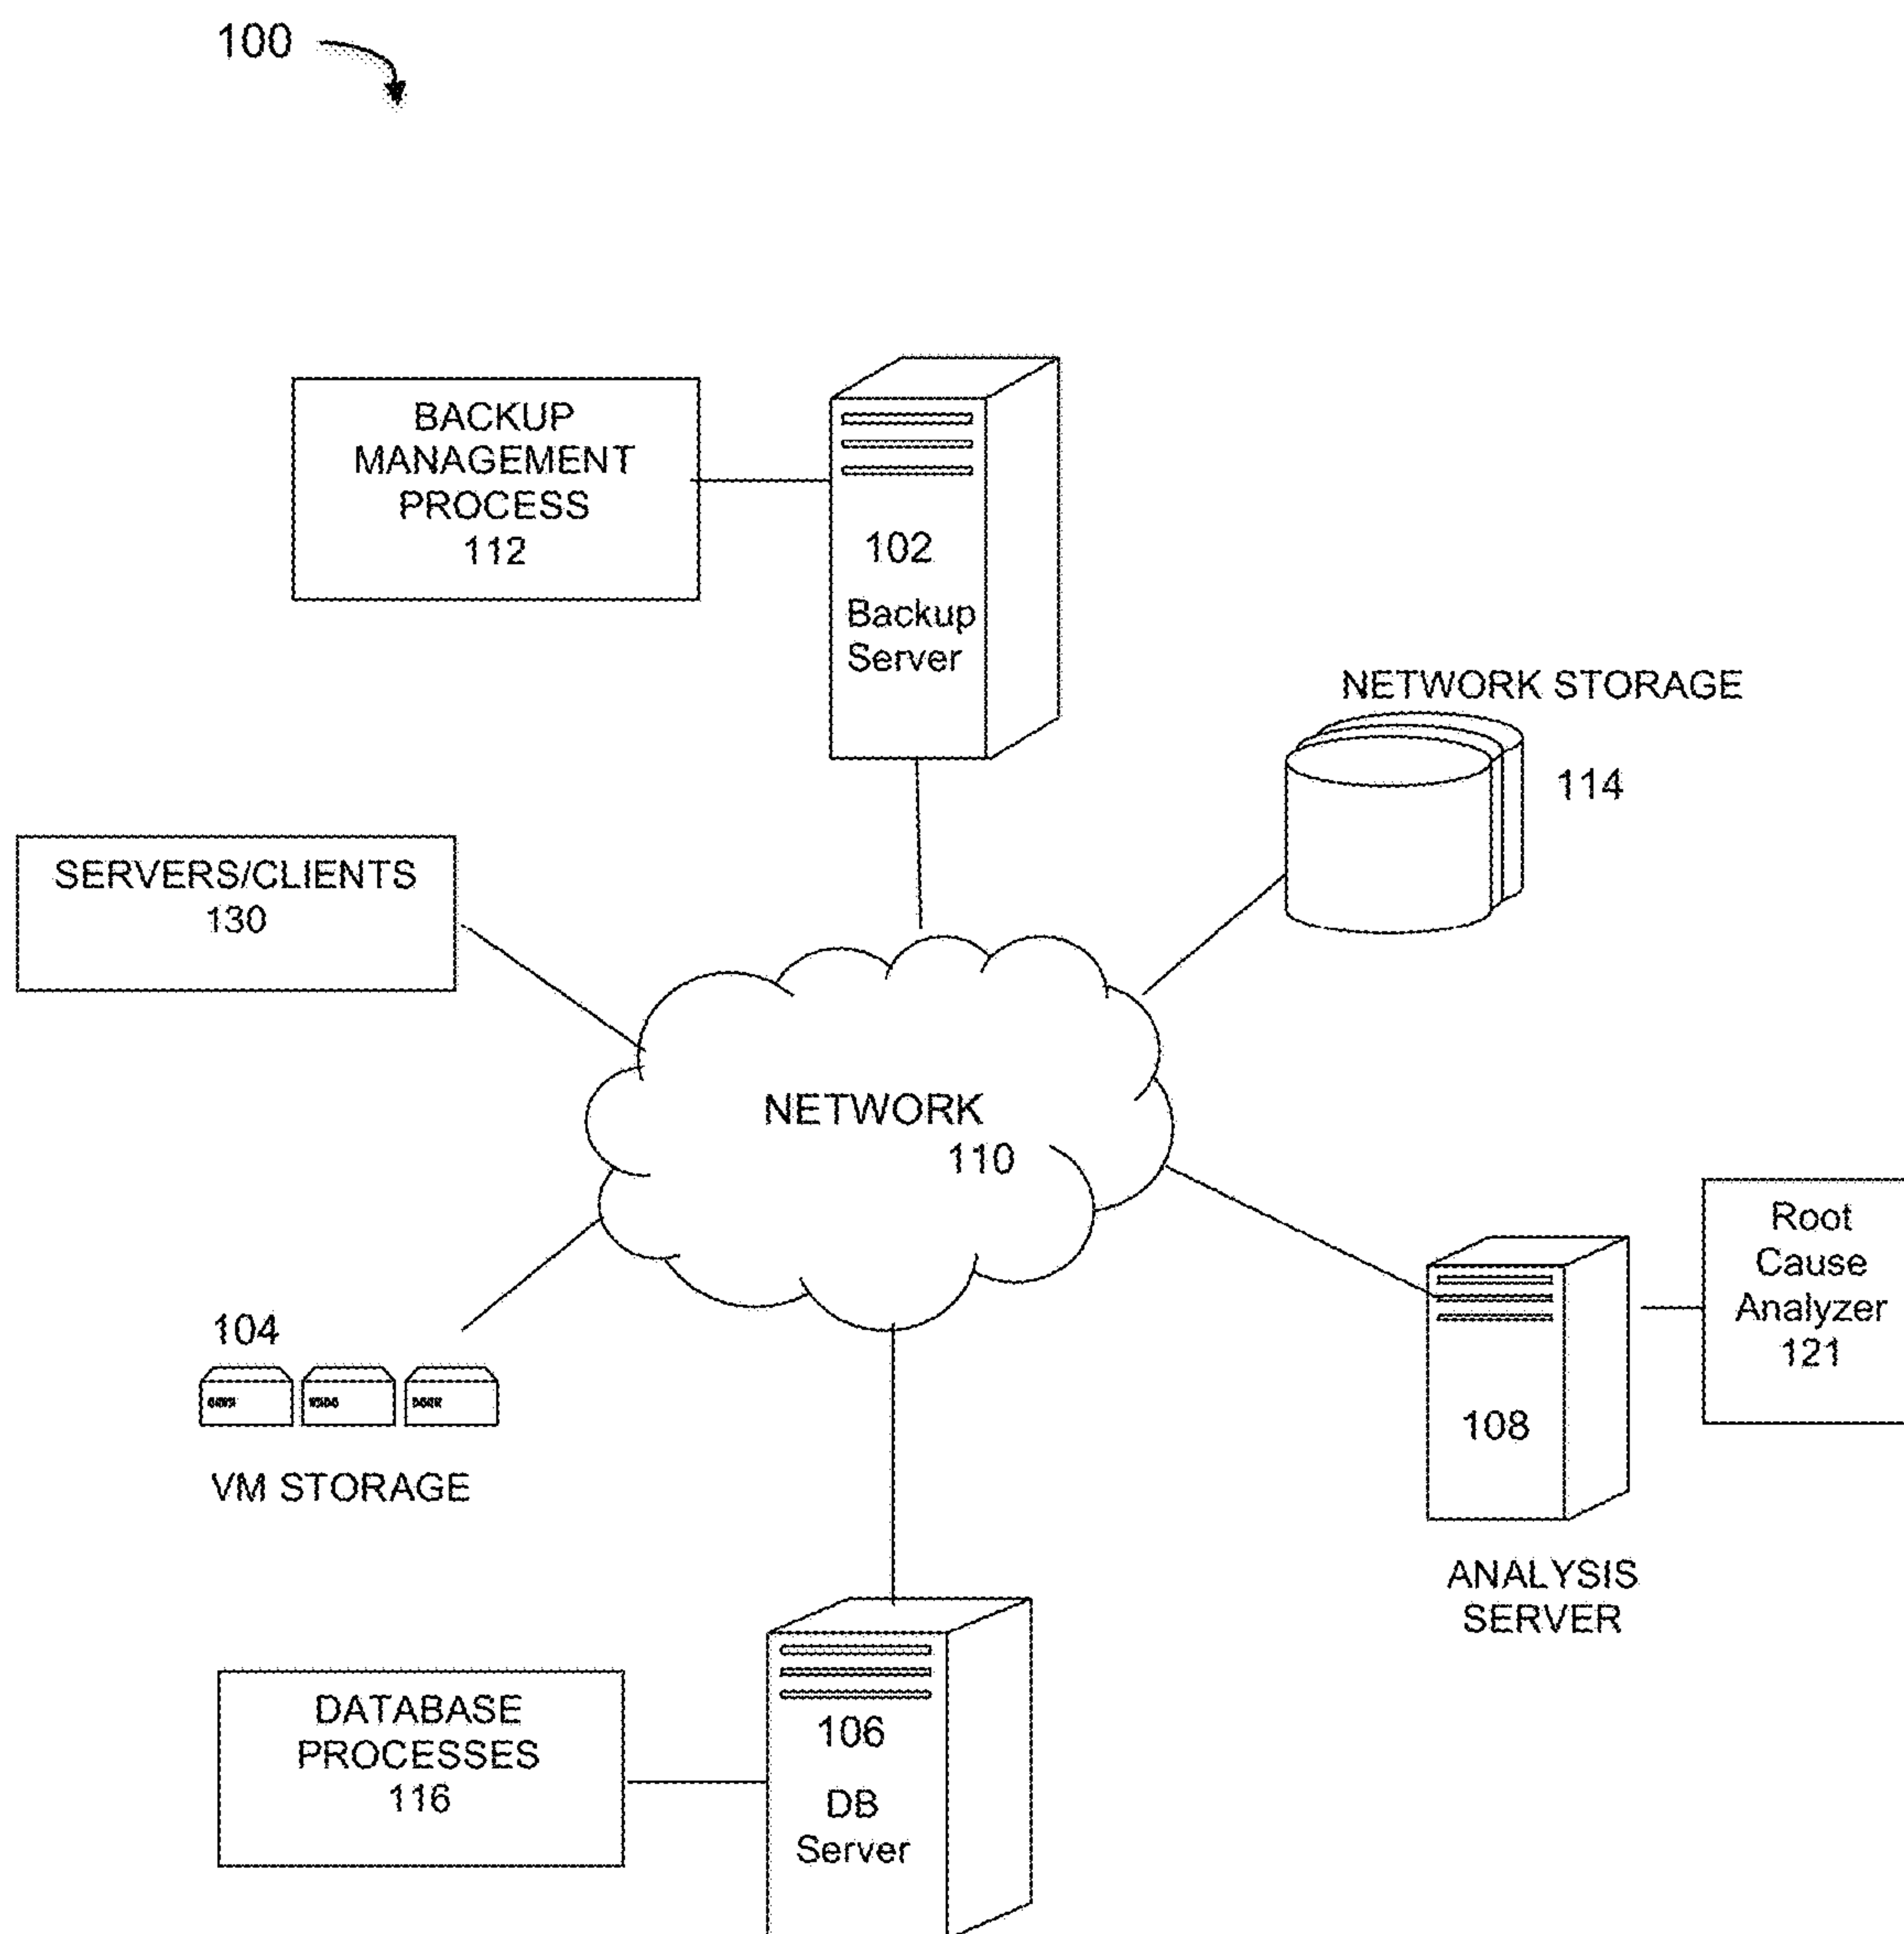 100
BACKUP
MANAGEMENT
PROCESS
112
102
Backup
Server
NETWORK STORAGE
114
SERVERS/CLIENTS
130
NETWORK
110
Root
Cause
Analyzer
121
104
VM STORAGE
108
ANALYSIS
SERVER
DATABASE
PROCESSES
116
106
DB
Server